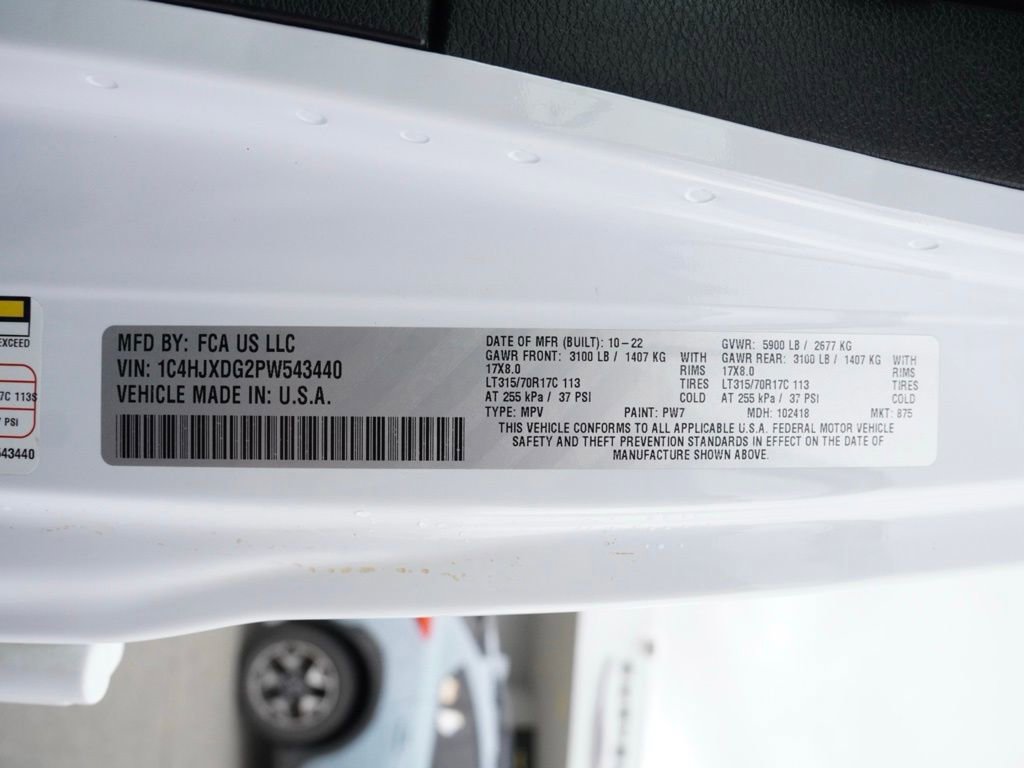 EXCEED
7C 113S
PSI
543440
MFD BY: FCA US LLC
VIN: 1C4HJXDG2PW543440
VEHICLE MADE IN: U.S.A.
DATE OF MFR (BUILT): 10-22 GVWR: 5900 LB / 2677 KG
GAWR FRONT: 3100 LB / 1407 KG WITH GAWR REAR: 3100 LB / 1407 KG WITH
17X8.0 RIMS 17X8.0 RIMS
LT315/70R17C 113 TIRES LT315/70R17C 113 TIRES
AT 255 kPa / 37 PSI COLD AT 255 kPa / 37 PSI COLD
TYPE: MPV PAINT: PW7 MDH: 102418 MKT: 875
THIS VEHICLE CONFORMS TO ALL APPLICABLE U.S.A. FEDERAL MOTOR VEHICLE
SAFETY AND THEFT PREVENTION STANDARDS IN EFFECT ON THE DATE OF
MANUFACTURE SHOWN ABOVE.